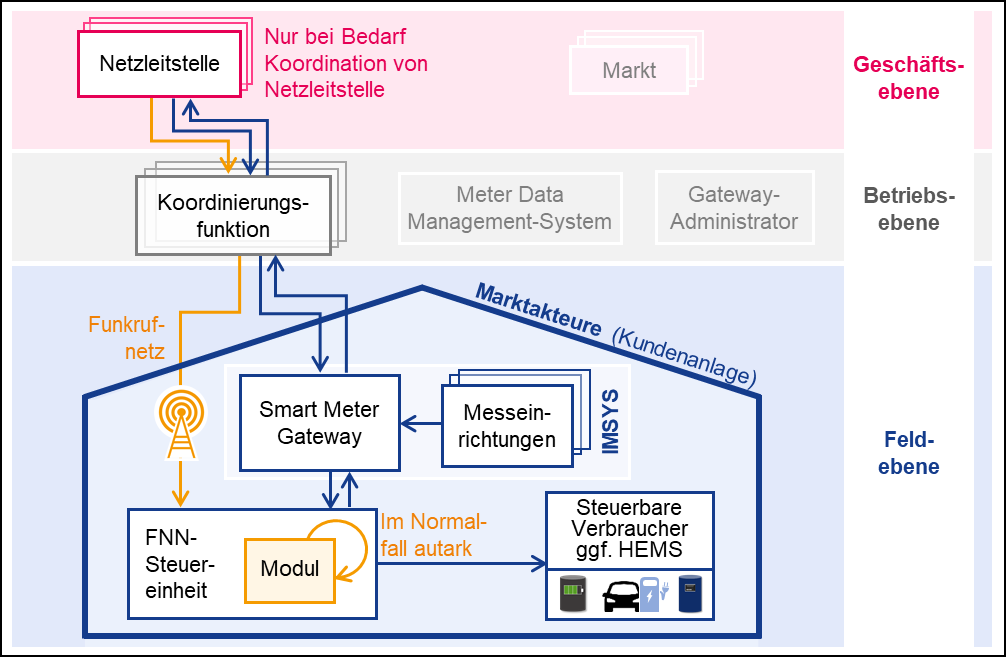 Netzleitstelle
Nur bei Bedarf
Koordination von
Netzleitstelle
Markt
Geschäfts-
ebene
Koordinierungs-
funktion
Meter Data
Management-System
Gateway-
Administrator
Betriebs-
ebene
Funkruf-
netz
Marktakteure (Kundenanlage)
Smart Meter
Gateway
Messein-
richtungen
IMSYS
Feld-
ebene
FNN-
Steuer-
einheit
Modul
Im Normal-
fall autark
Steuerbare
Verbraucher
ggf. HEMS